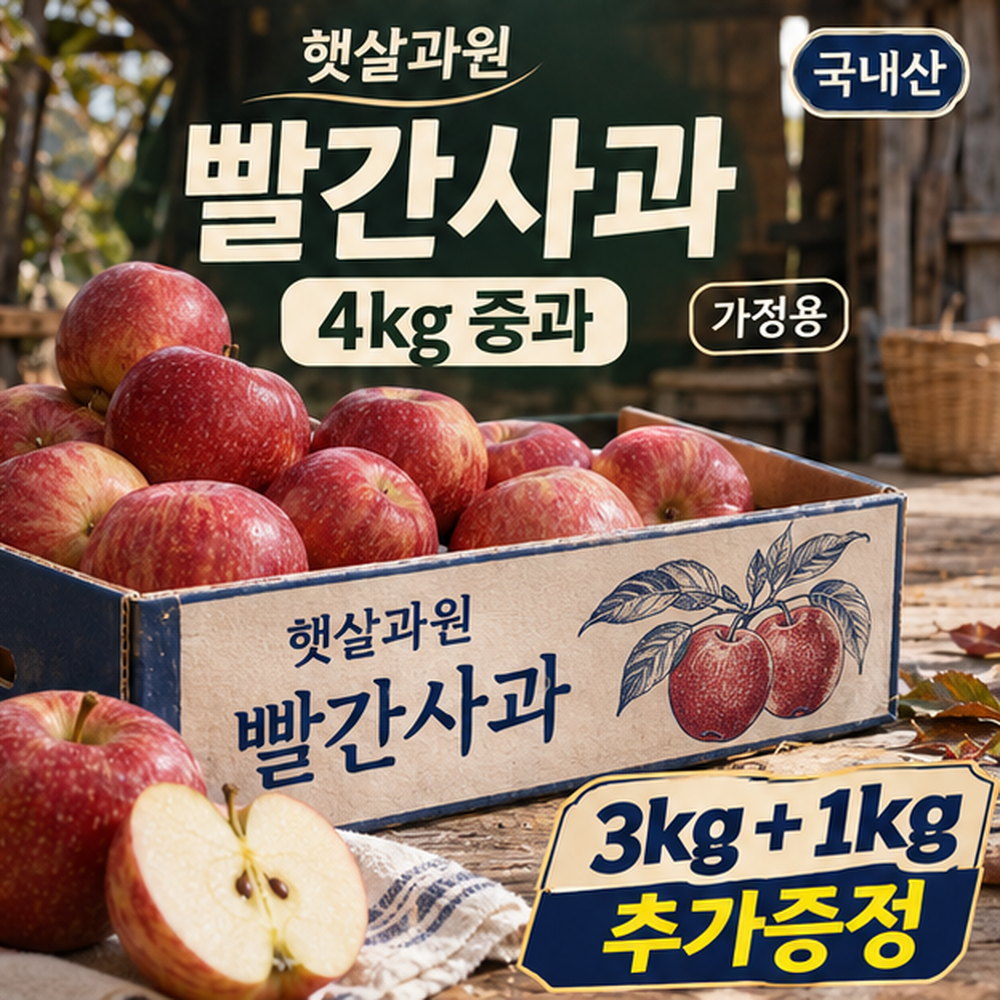 햇살과원
국내산
빨간사과
4kg 중과
가정용
햇살과원
빨간사과
3kg + 1kg
추가증정